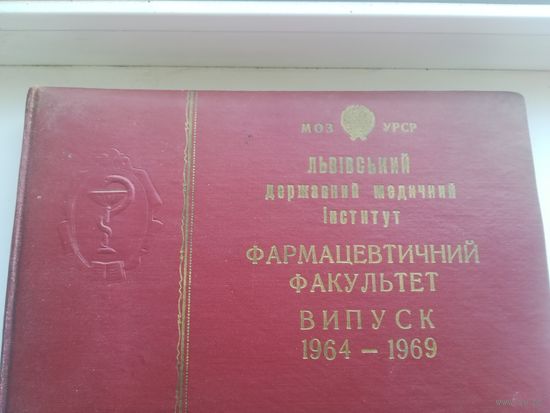 МОЗ УРСР
ЛЬВІВСЬКИЙ
державний медичний
інститут
ФАРМАЦЕВТИЧНИЙ
ФАКУЛЬТЕТ
ВИПУСК
1964 – 1969